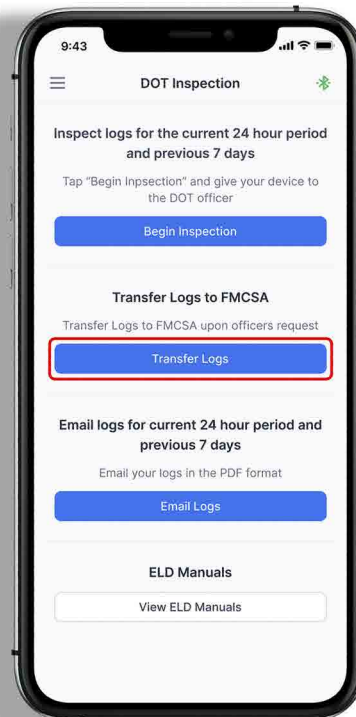 9:43
DOT Inspection
Inspect logs for the current 24 hour period
and previous 7 days
Tap "Begin Inpsection" and give your device to
the DOT officer
Begin Inspection
Transfer Logs to FMCSA
Transfer Logs to FMCSA upon officers request
Transfer Logs
Email logs for current 24 hour period and
previous 7 days
Email your logs in the PDF format
Email Logs
ELD Manuals
View ELD Manuals